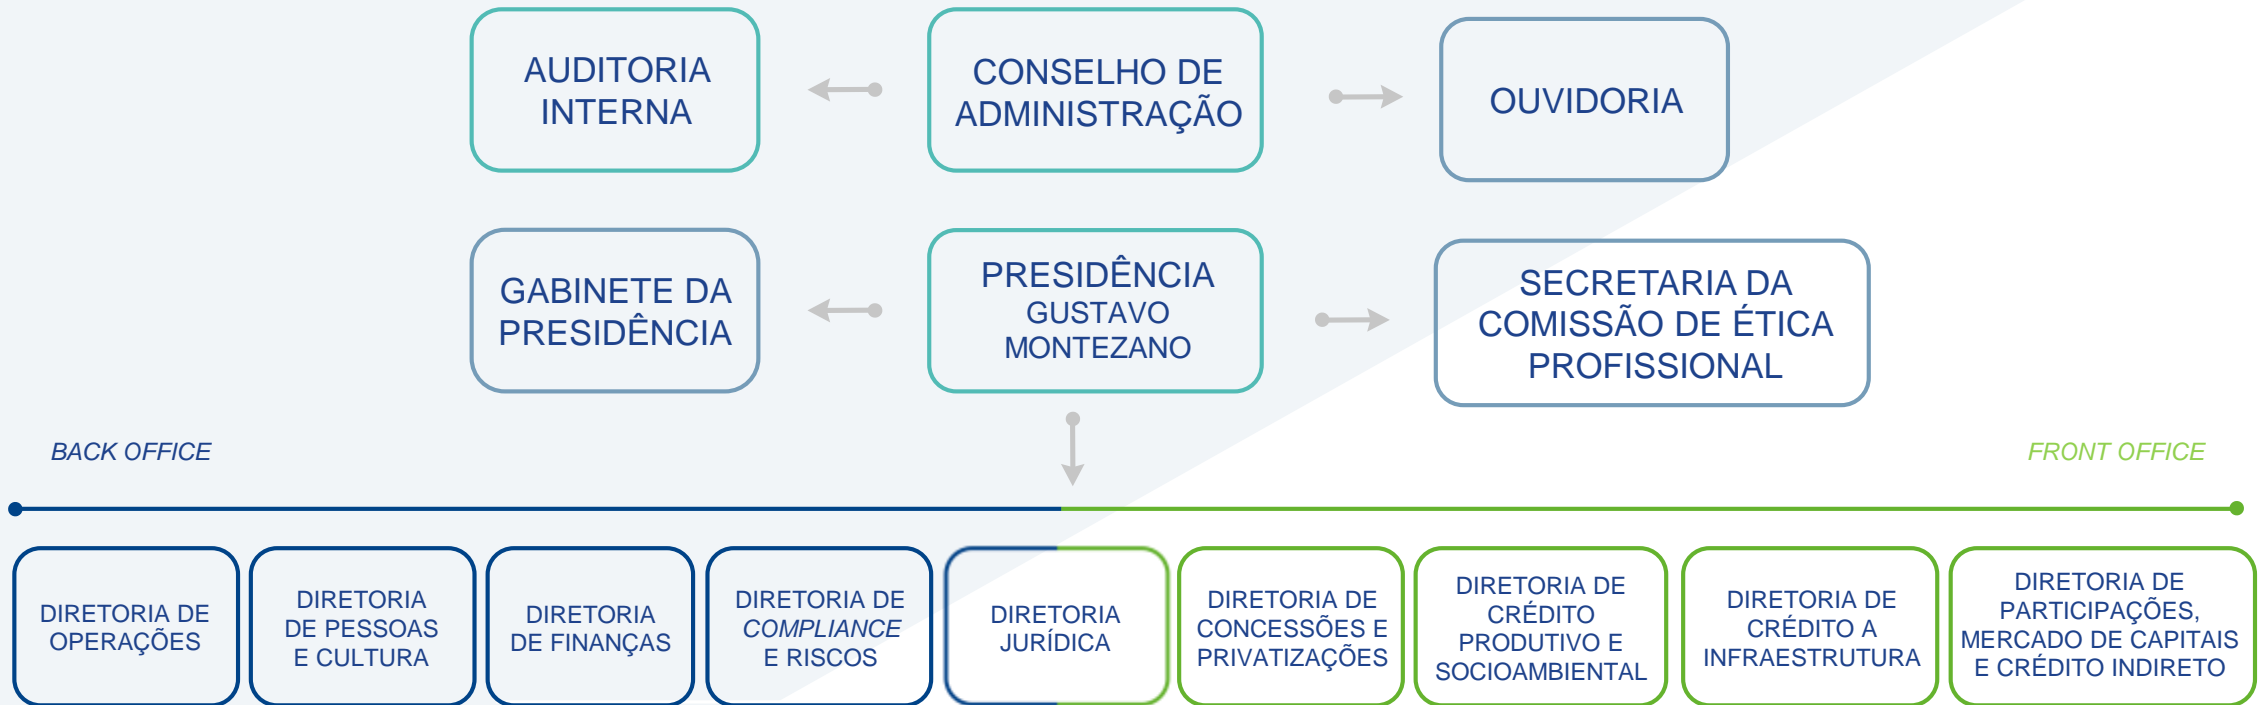 AUDITORIA
INTERNA
CONSELHO DE
ADMINISTRAÇÃO
OUVIDORIA
GABINETE DA
PRESIDÊNCIA
PRESIDÊNCIA
GUSTAVO
MONTEZANO
SECRETARIA DA
COMISSÃO DE ÉTICA
PROFISSIONAL
BACK OFFICE
FRONT OFFICE
DIRETORIA DE
OPERAÇÕES
DIRETORIA
DE PESSOAS
E CULTURA
DIRETORIA
DE FINANÇAS
DIRETORIA DE
COMPLIANCE
E RISCOS
DIRETORIA
JURÍDICA
DIRETORIA DE
CONCESSÕES E
PRIVATIZAÇÕES
DIRETORIA DE
CRÉDITO
PRODUTIVO E
SOCIOAMBIENTAL
DIRETORIA DE
CRÉDITO A
INFRAESTRUTURA
DIRETORIA DE
PARTICIPAÇÕES,
MERCADO DE CAPITAIS
E CRÉDITO INDIRETO